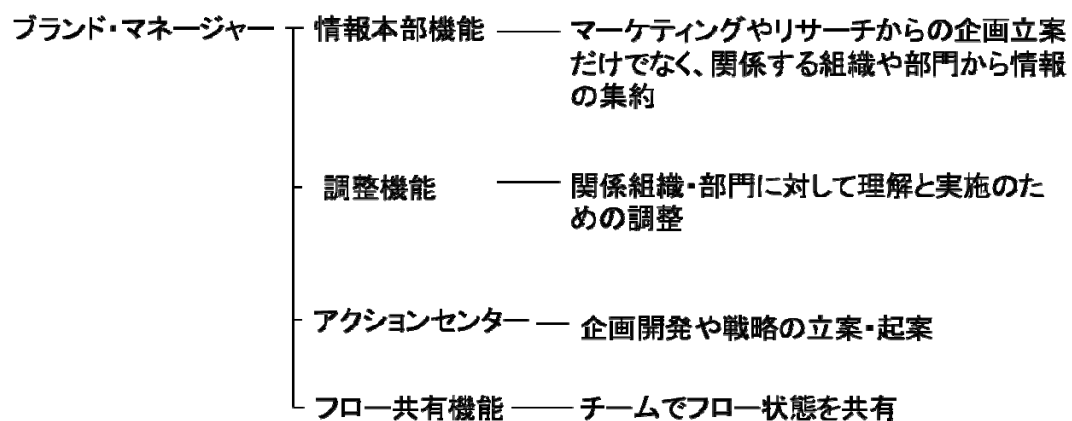 ブランド・マネージャー 情報本部機能 マーケティングやリサーチからの企画立案
だけでなく、関係する組織や部門から情報
の集約
調整機能 関係組織・部門に対して理解と実施のた
めの調整
アクションセンター 企画開発や戦略の立案・起案
フロー共有機能 チームでフロー状態を共有